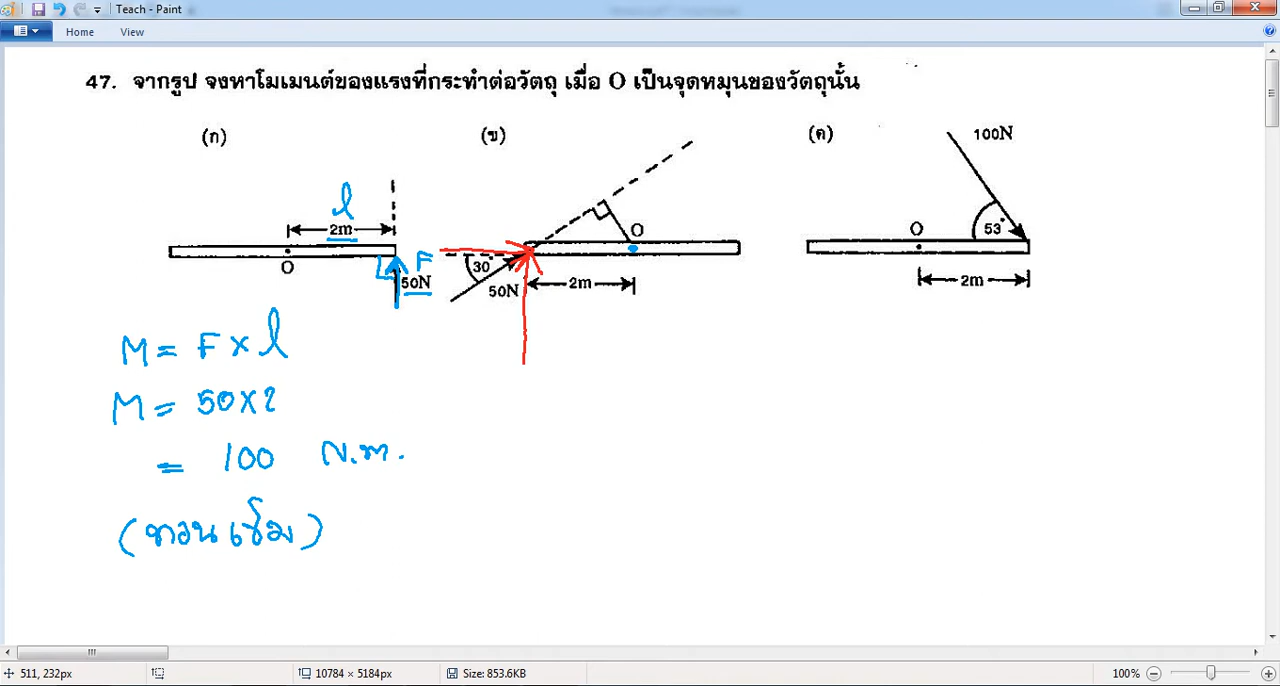 Teach - Paint
Home View
47. จากรูป จงหาโมเมนต์ของแรงที่กระทำต่อวัตถุ เมื่อ O เป็นจุดหมุนของวัตถุนั้น
(ก) (ข) (ค)
l
2m
O
F
50N
O
30°
50N
2m
100N
53°
O
2m
M = F × l
M = 50×2
= 100 N.m.
(ทวนเข็ม)
511, 232px
10784 × 5184px
Size: 853.6KB
100%